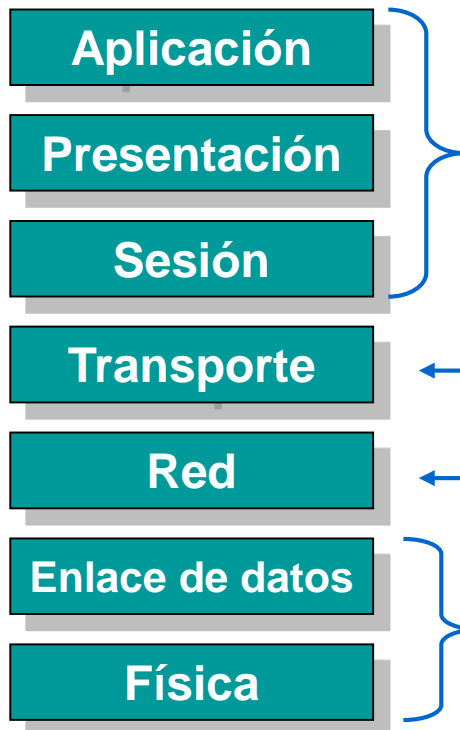 Aplicación
Presentación
Sesión
Transporte
Red
Enlace de datos
Física